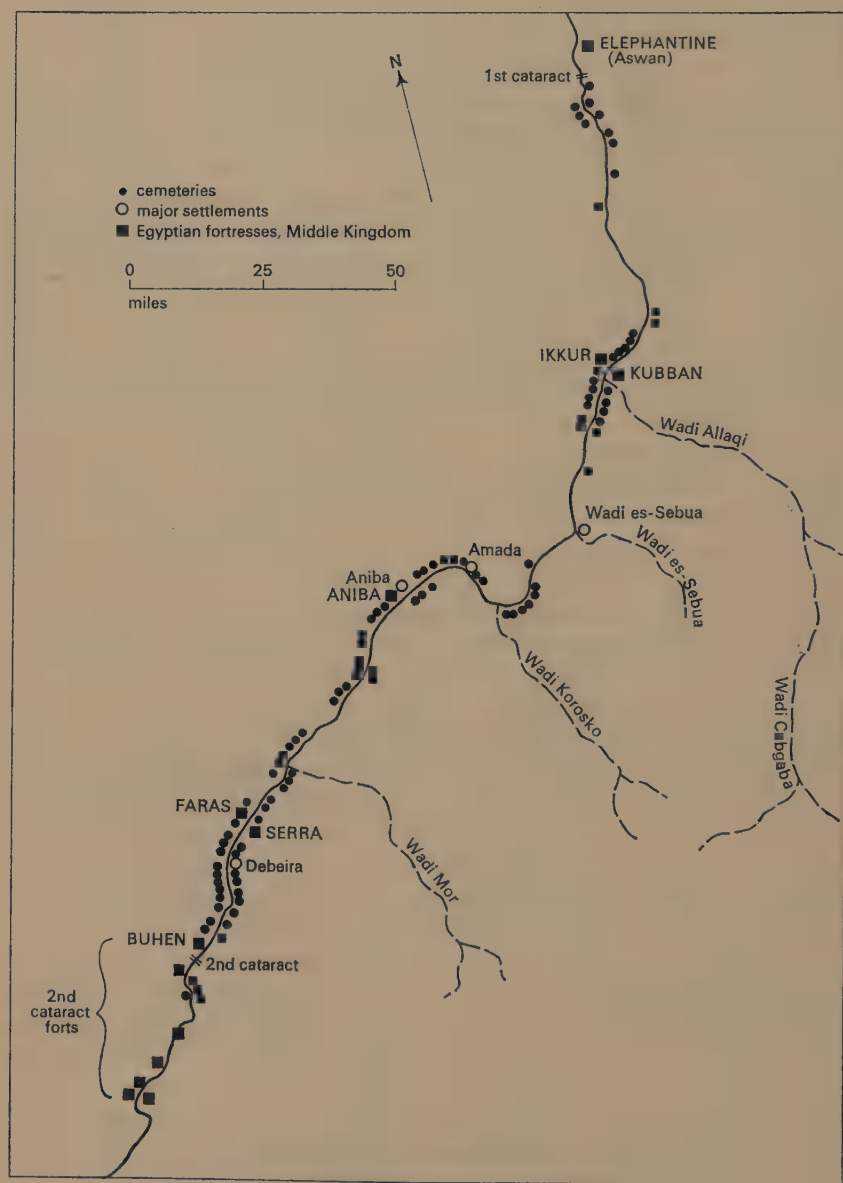 ELEPHANTINE
(Aswan)
1st cataract
N
cemeteries
major settlements
Egyptian fortresses, Middle Kingdom
0 25 50
miles
IKKUR
KUBBAN
Wadi Allaqi
Wadi es-Sebua
Wadi es-Sebua
Amada
Aniba
ANIBA
Wadi Korosko
Wadi
FARAS
SERRA
Debeira
Wadi Mor
BUHEN
2nd cataract
2nd
cataract
forts